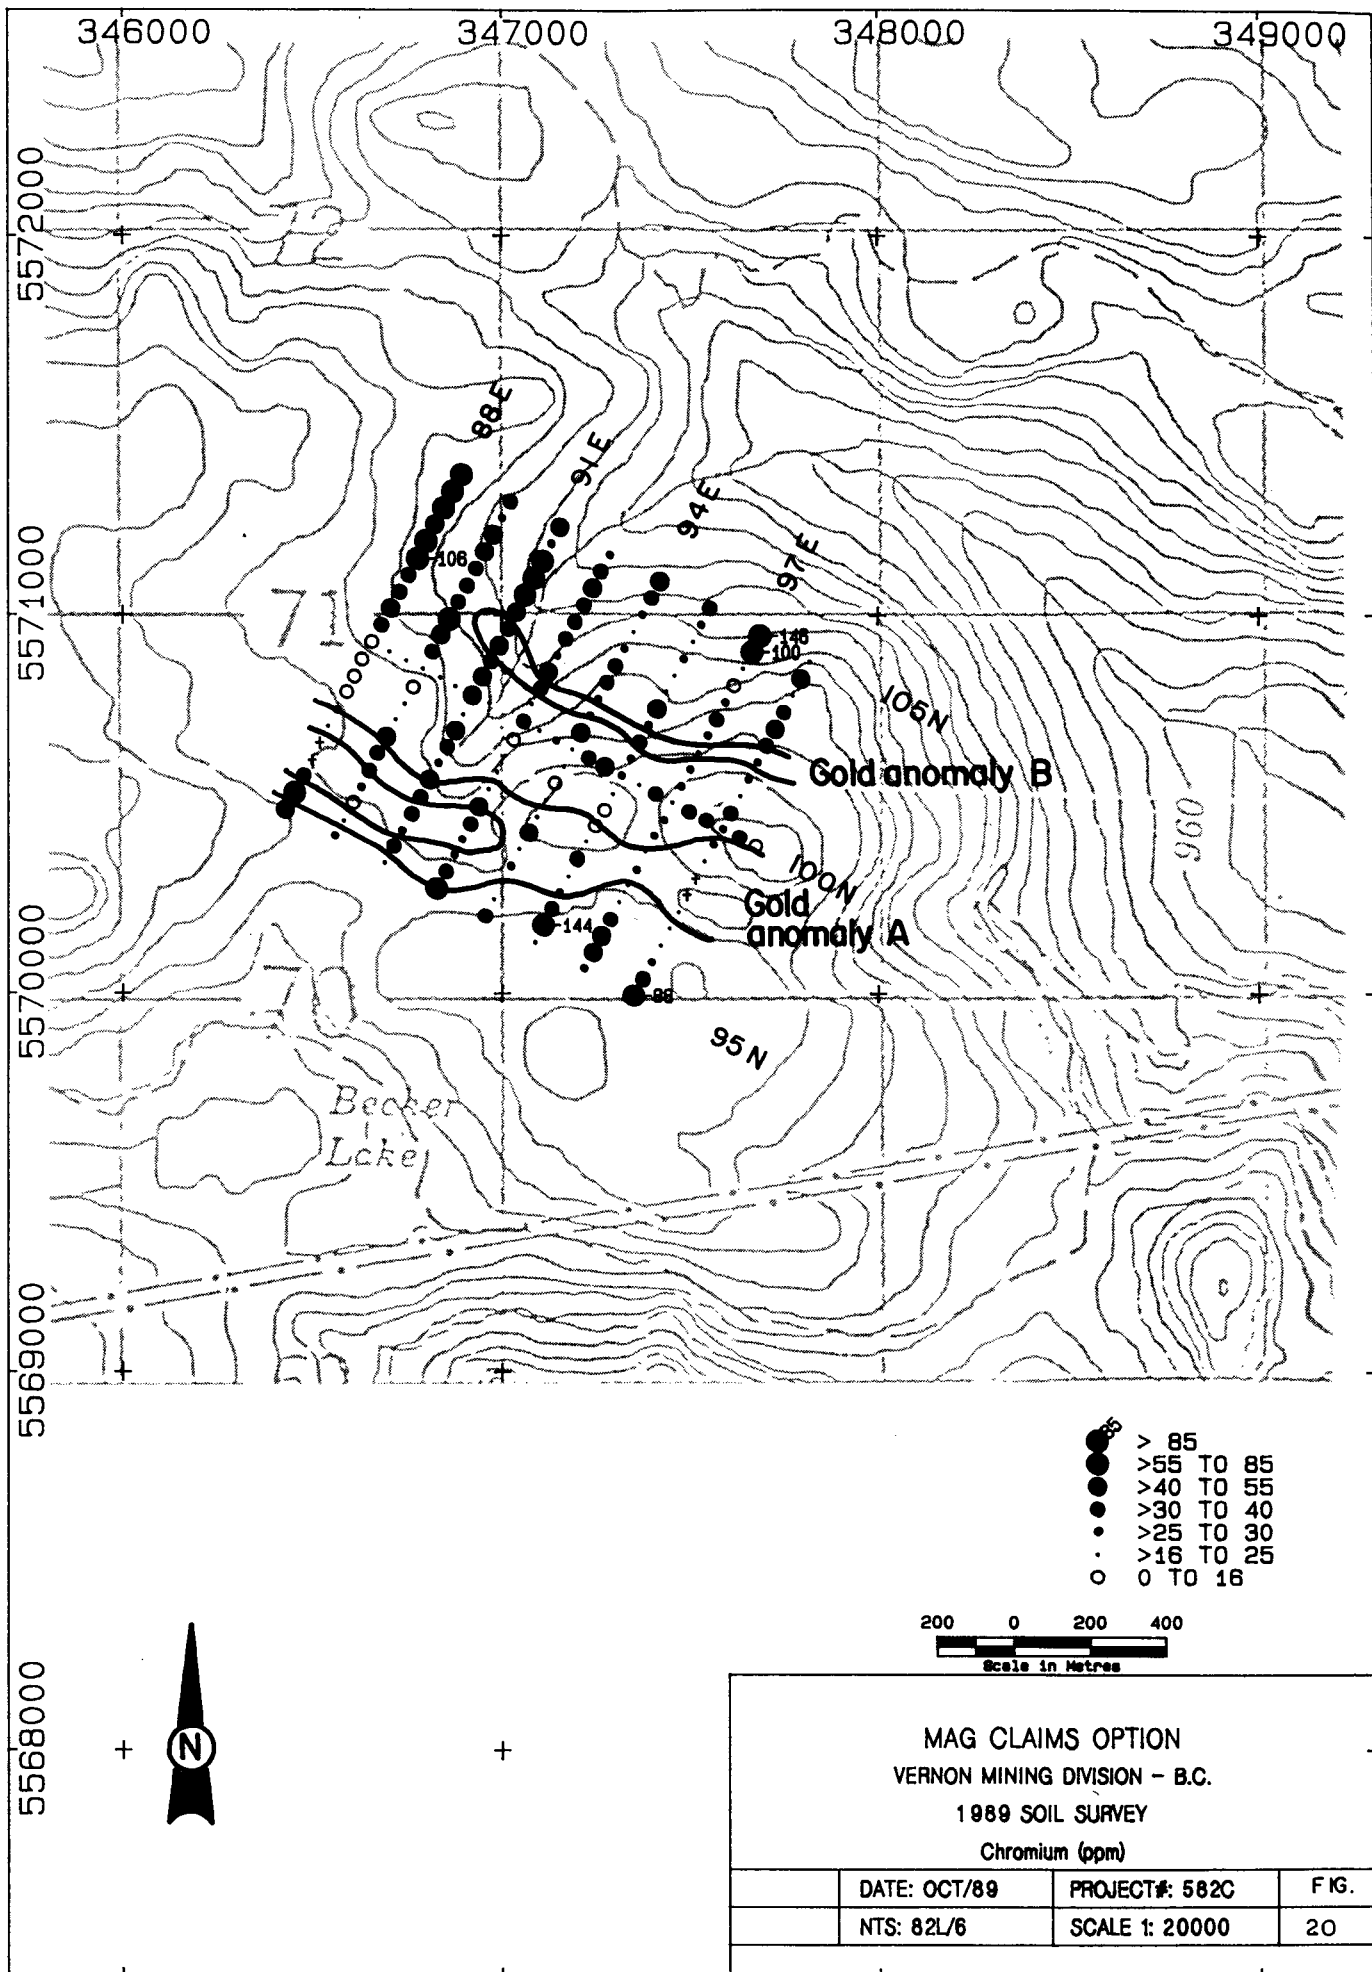 346000 347000 348000 349000
5572000
73
88E
91E
94E
97E
106
5571000
71
146
100
105N
Gold anomaly B
960
100N
Gold
anomaly A
144
88
5570000
70
95N
Becker
Lake
5569000
85
> 85
>55 TO 85
>40 TO 55
>30 TO 40
>25 TO 30
>16 TO 25
0 TO 16
200 0 200 400
Scale in Metres
5568000
N
MAG CLAIMS OPTION
VERNON MINING DIVISION - B.C.
1989 SOIL SURVEY
Chromium (ppm)
DATE: OCT/89 PROJECT#: 582C FIG.
NTS: 82L/6 SCALE 1: 20000 20